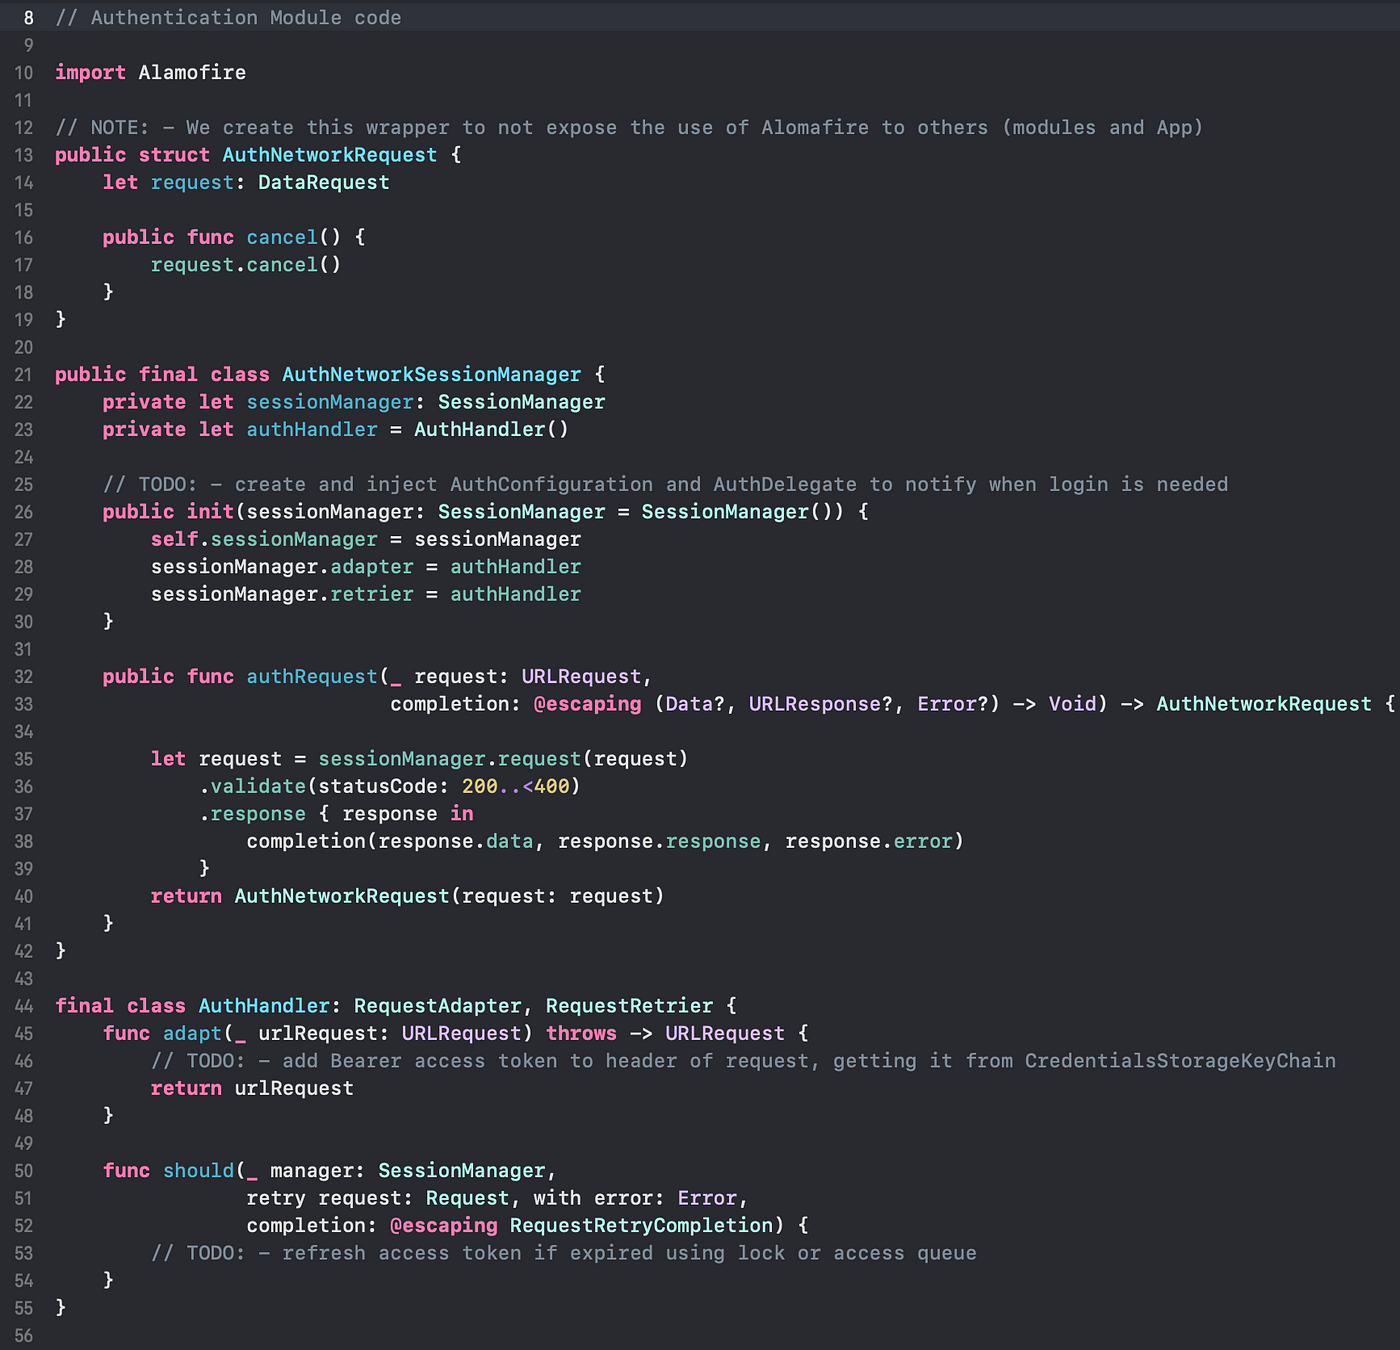 8 // Authentication Module code
9
10 import Alamofire
11
12 // NOTE: - We create this wrapper to not expose the use of Alomafire to others (modules and App)
13 public struct AuthNetworkRequest {
14     let request: DataRequest
15
16     public func cancel() {
17         request.cancel()
18     }
19 }
20
21 public final class AuthNetworkSessionManager {
22     private let sessionManager: SessionManager
23     private let authHandler = AuthHandler()
24
25     // TODO: - create and inject AuthConfiguration and AuthDelegate to notify when login is needed
26     public init(sessionManager: SessionManager = SessionManager()) {
27         self.sessionManager = sessionManager
28         sessionManager.adapter = authHandler
29         sessionManager.retrier = authHandler
30     }
31
32     public func authRequest(_ request: URLRequest,
33                             completion: @escaping (Data?, URLResponse?, Error?) -> Void) -> AuthNetworkRequest {
34
35         let request = sessionManager.request(request)
36             .validate(statusCode: 200..<400)
37             .response { response in
38                 completion(response.data, response.response, response.error)
39             }
40         return AuthNetworkRequest(request: request)
41     }
42 }
43
44 final class AuthHandler: RequestAdapter, RequestRetrier {
45     func adapt(_ urlRequest: URLRequest) throws -> URLRequest {
46         // TODO: - add Bearer access token to header of request, getting it from CredentialsStorageKeyChain
47         return urlRequest
48     }
49
50     func should(_ manager: SessionManager,
51                 retry request: Request, with error: Error,
52                 completion: @escaping RequestRetryCompletion) {
53         // TODO: - refresh access token if expired using lock or access queue
54     }
55 }
56